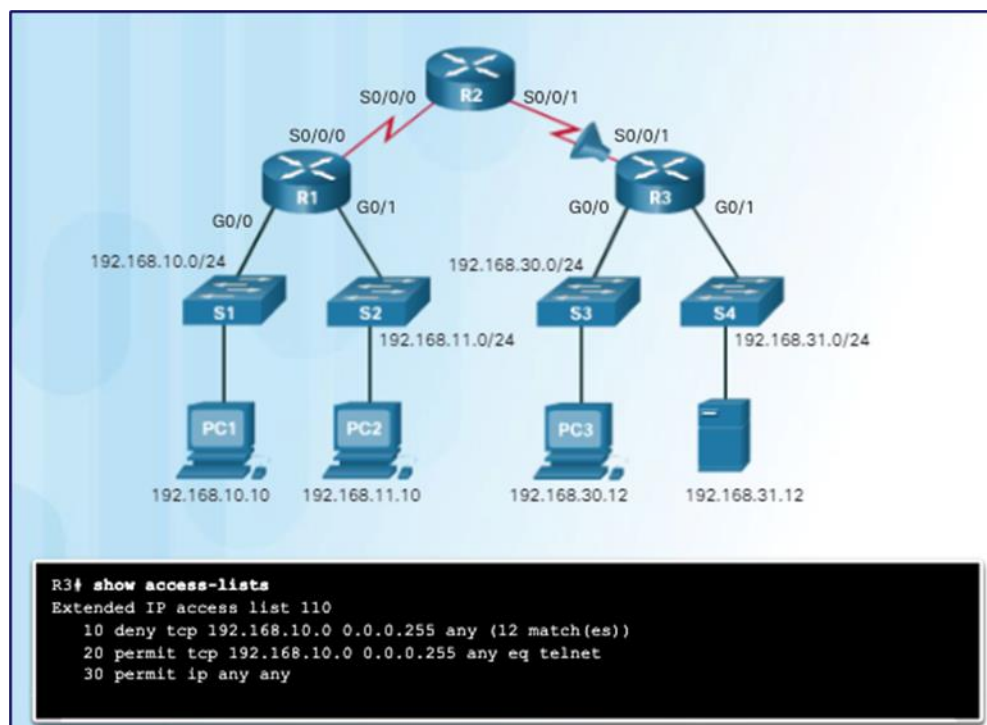 R2
S0/0/0
S0/0/1
S0/0/0
S0/0/1
R1
R3
G0/0
G0/1
G0/0
G0/1
192.168.10.0/24
192.168.30.0/24
S1
S2
S3
S4
192.168.11.0/24
192.168.31.0/24
PC1
PC2
PC3
192.168.10.10
192.168.11.10
192.168.30.12
192.168.31.12
R3# show access-lists
Extended IP access list 110
10 deny tcp 192.168.10.0 0.0.0.255 any (12 match(es))
20 permit tcp 192.168.10.0 0.0.0.255 any eq telnet
30 permit ip any any